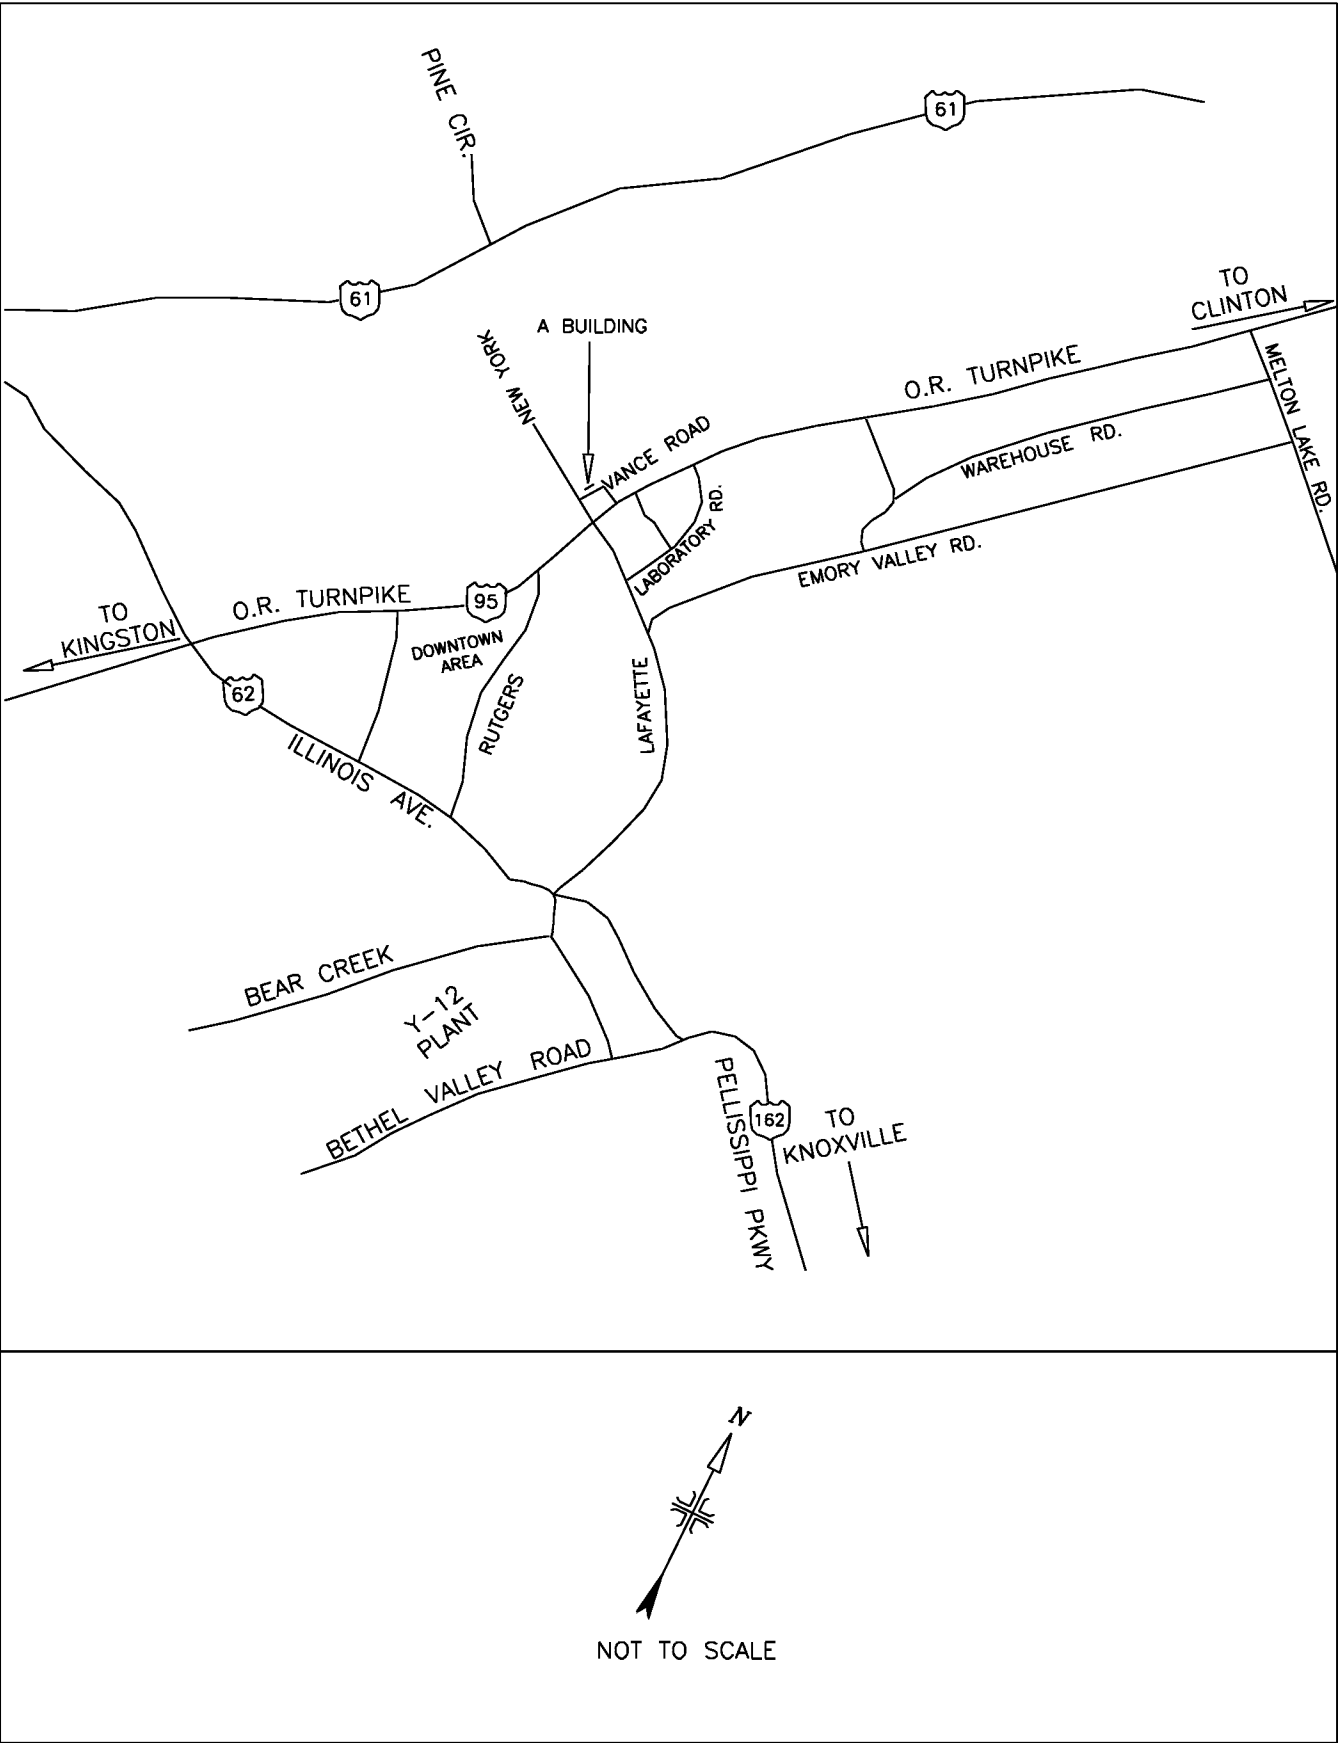 PINE CIR.
61
61
TO
CLINTON
A BUILDING
NEW YORK
O.R. TURNPIKE
MELTON LAKE RD.
VANCE ROAD
WAREHOUSE RD.
LABORATORY RD.
EMORY VALLEY RD.
TO
KINGSTON
O.R. TURNPIKE
95
DOWNTOWN
AREA
62
RUTGERS
LAFAYETTE
ILLINOIS AVE.
BEAR CREEK
Y-12
PLANT
BETHEL VALLEY ROAD
PELLISSIPPI PKWY
162
TO
KNOXVILLE
N
NOT TO SCALE